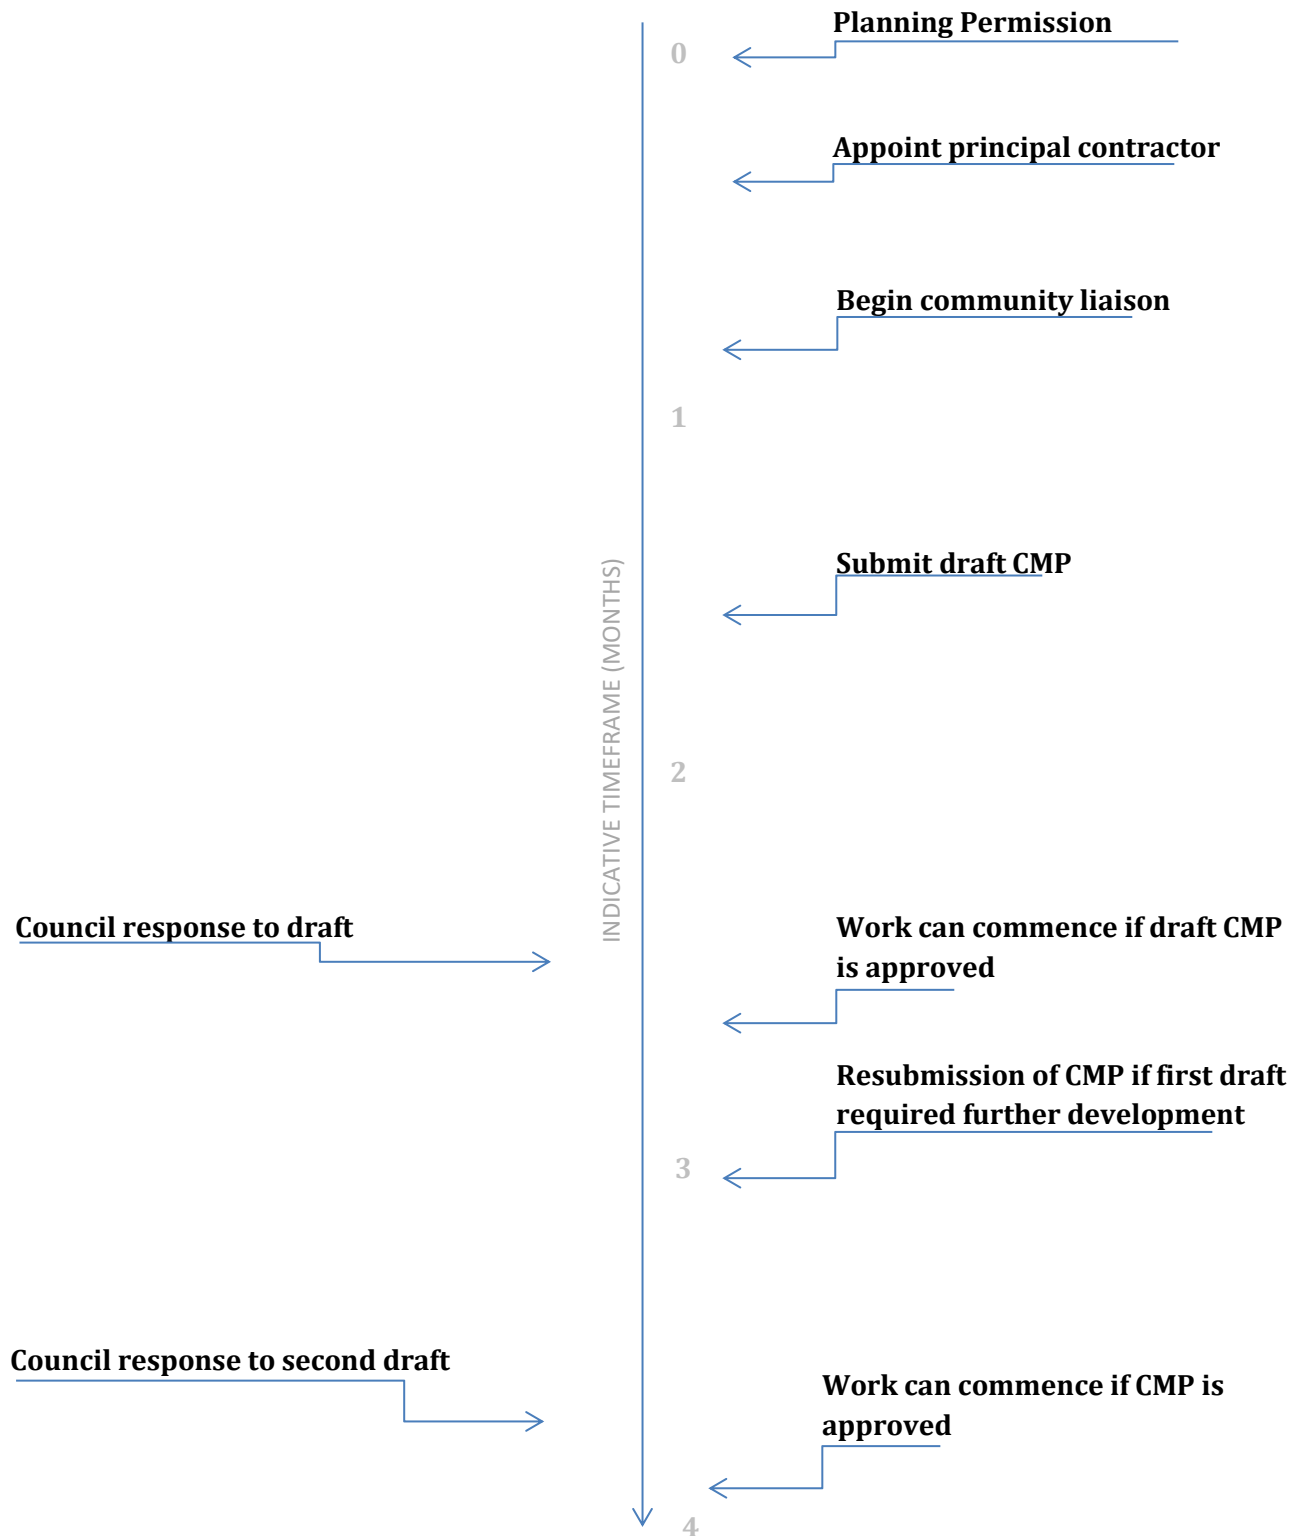 Planning Permission
0
Appoint principal contractor
Begin community liaison
1
Submit draft CMP
INDICATIVE TIMEFRAME (MONTHS)
2
Council response to draft
Work can commence if draft CMP
is approved
Resubmission of CMP if first draft
required further development
3
Council response to second draft
Work can commence if CMP is
approved
4